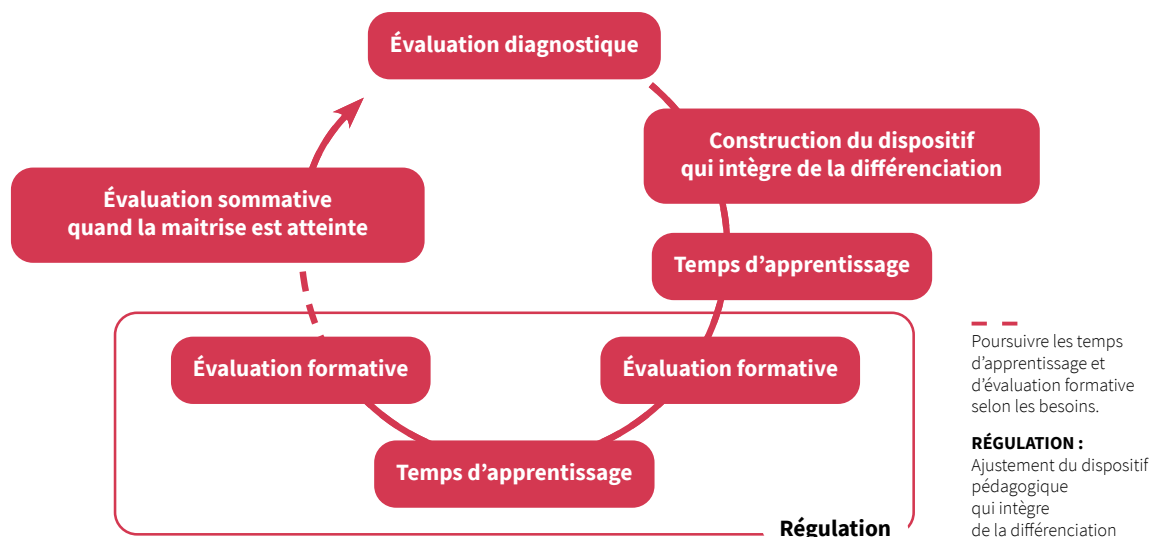 Évaluation diagnostique
Construction du dispositif
qui intègre de la différenciation
Évaluation sommative
quand la maitrise est atteinte
Temps d’apprentissage
Évaluation formative
Évaluation formative
Temps d’apprentissage
Régulation
Poursuivre les temps
d’apprentissage et
d’évaluation formative
selon les besoins.
RÉGULATION :
Ajustement du dispositif
pédagogique
qui intègre
de la différenciation